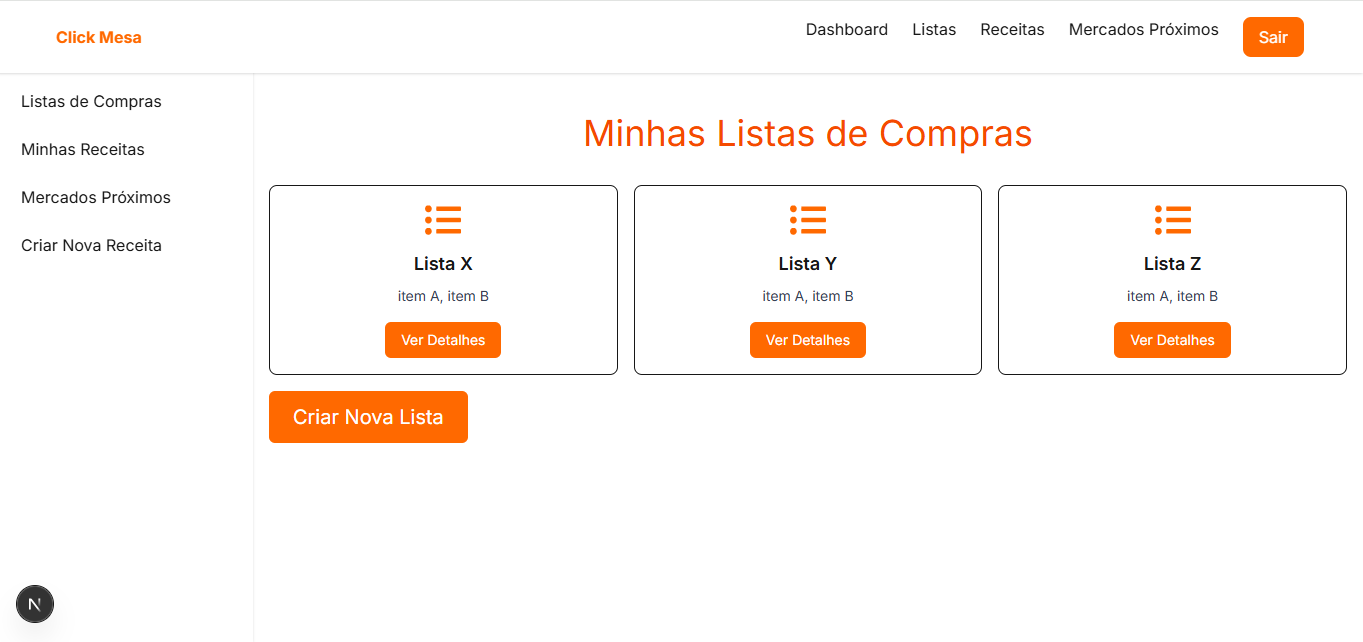 Click Mesa
Dashboard Listas Receitas Mercados Próximos Sair
Listas de Compras
Minhas Receitas
Mercados Próximos
Criar Nova Receita
Minhas Listas de Compras
Lista X
item A, item B
Ver Detalhes
Lista Y
item A, item B
Ver Detalhes
Lista Z
item A, item B
Ver Detalhes
Criar Nova Lista
N